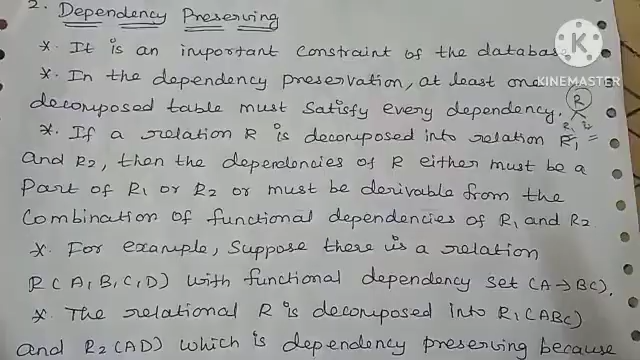 2. Dependency Preserving
*. It is an important constraint of the database.
KINEMASTER
*. In the dependency preservation, at least one
decomposed table must satisfy every dependency.
R
R1 R2
*. If a relation R is decomposed into relation R1
and R2, then the dependencies of R either must be a
Part of R1 or R2 or must be derivable from the
Combination of functional dependencies of R1 and R2
*. For example, suppose there is a relation
R(A,B,C,D) with functional dependency set (A→BC).
*. The relational R is decomposed into R1(ABC)
and R2(AD) which is dependency preserving because